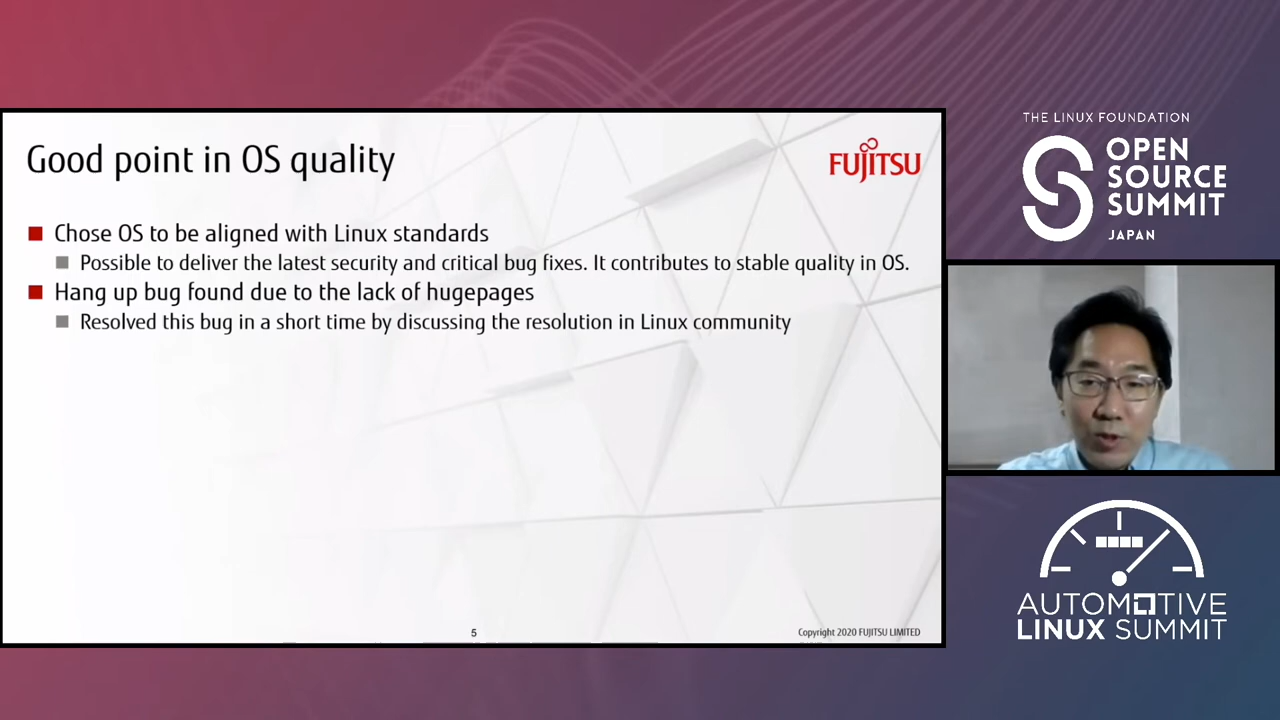 Good point in OS quality
FUJITSU
Chose OS to be aligned with Linux standards
Possible to deliver the latest security and critical bug fixes. It contributes to stable quality in OS.
Hang up bug found due to the lack of hugepages
Resolved this bug in a short time by discussing the resolution in Linux community
5
Copyright 2020 FUJITSU LIMITED
THE LINUX FOUNDATION
OPEN
SOURCE
SUMMIT
JAPAN
AUTOMOTIVE
LINUX SUMMIT